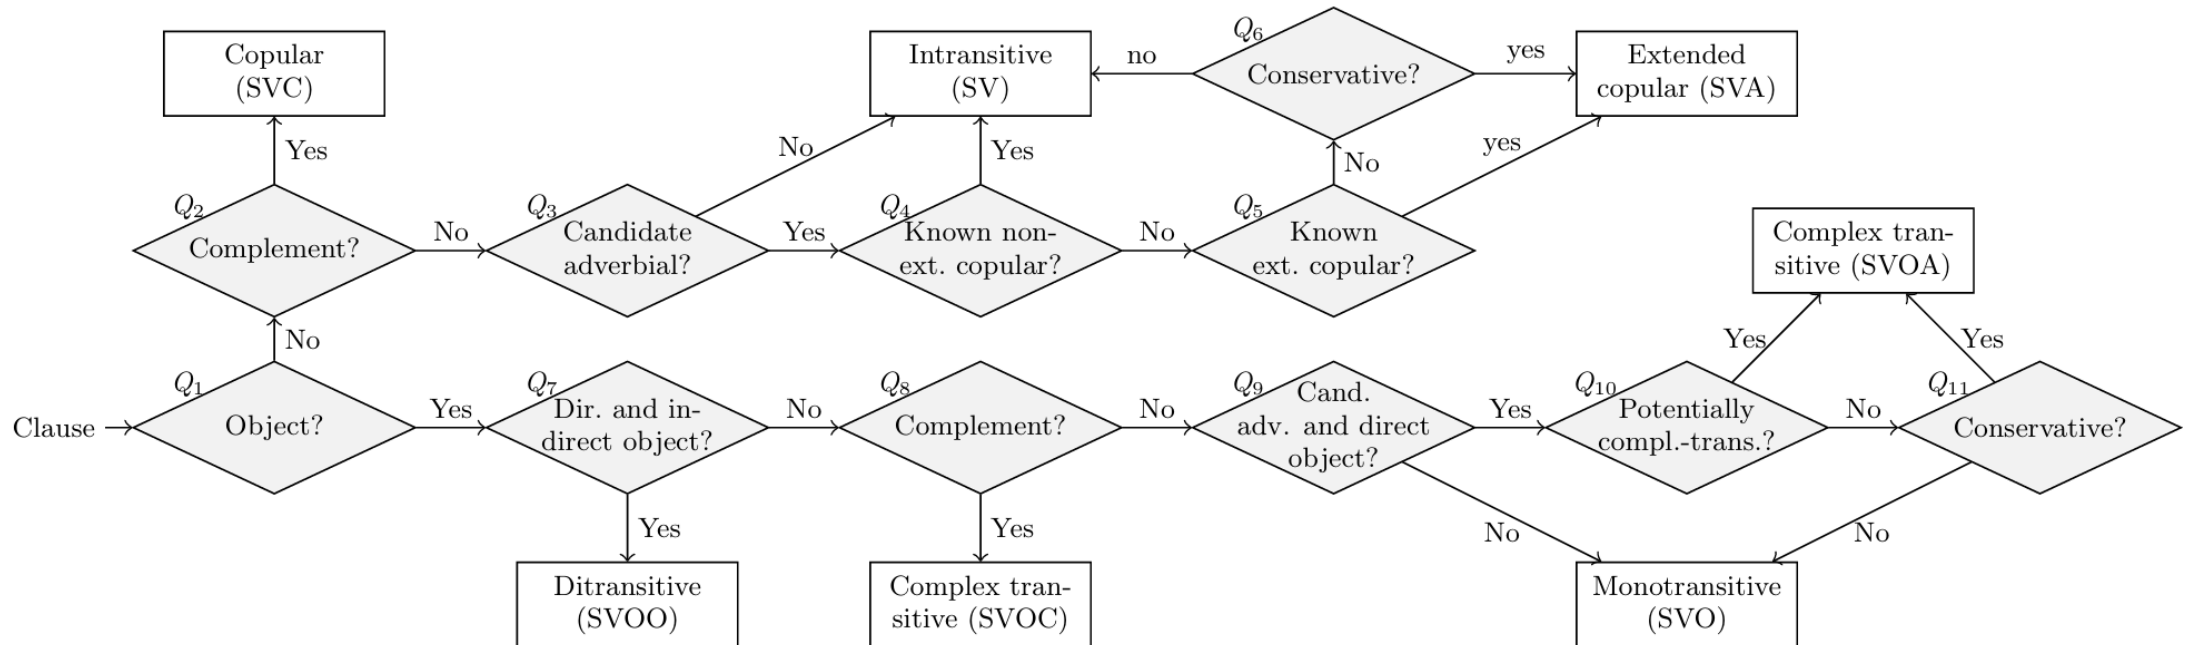 Copular
(SVC)
Intransitive
(SV)
Q6
Conservative?
no
yes
Extended
copular (SVA)
Yes
No
Yes
No
yes
Q2
Complement?
No
Q3
Candidate
adverbial?
Yes
Q4
Known non-
ext. copular?
No
Q5
Known
ext. copular?
Complex tran-
sitive (SVOA)
No
Yes
Yes
Clause
Q1
Object?
Yes
Q7
Dir. and in-
direct object?
No
Q8
Complement?
No
Q9
Cand.
adv. and direct
object?
Yes
Q10
Potentially
compl.-trans.?
No
Q11
Conservative?
Yes
Yes
No
No
Ditransitive
(SVOO)
Complex tran-
sitive (SVOC)
Monotransitive
(SVO)